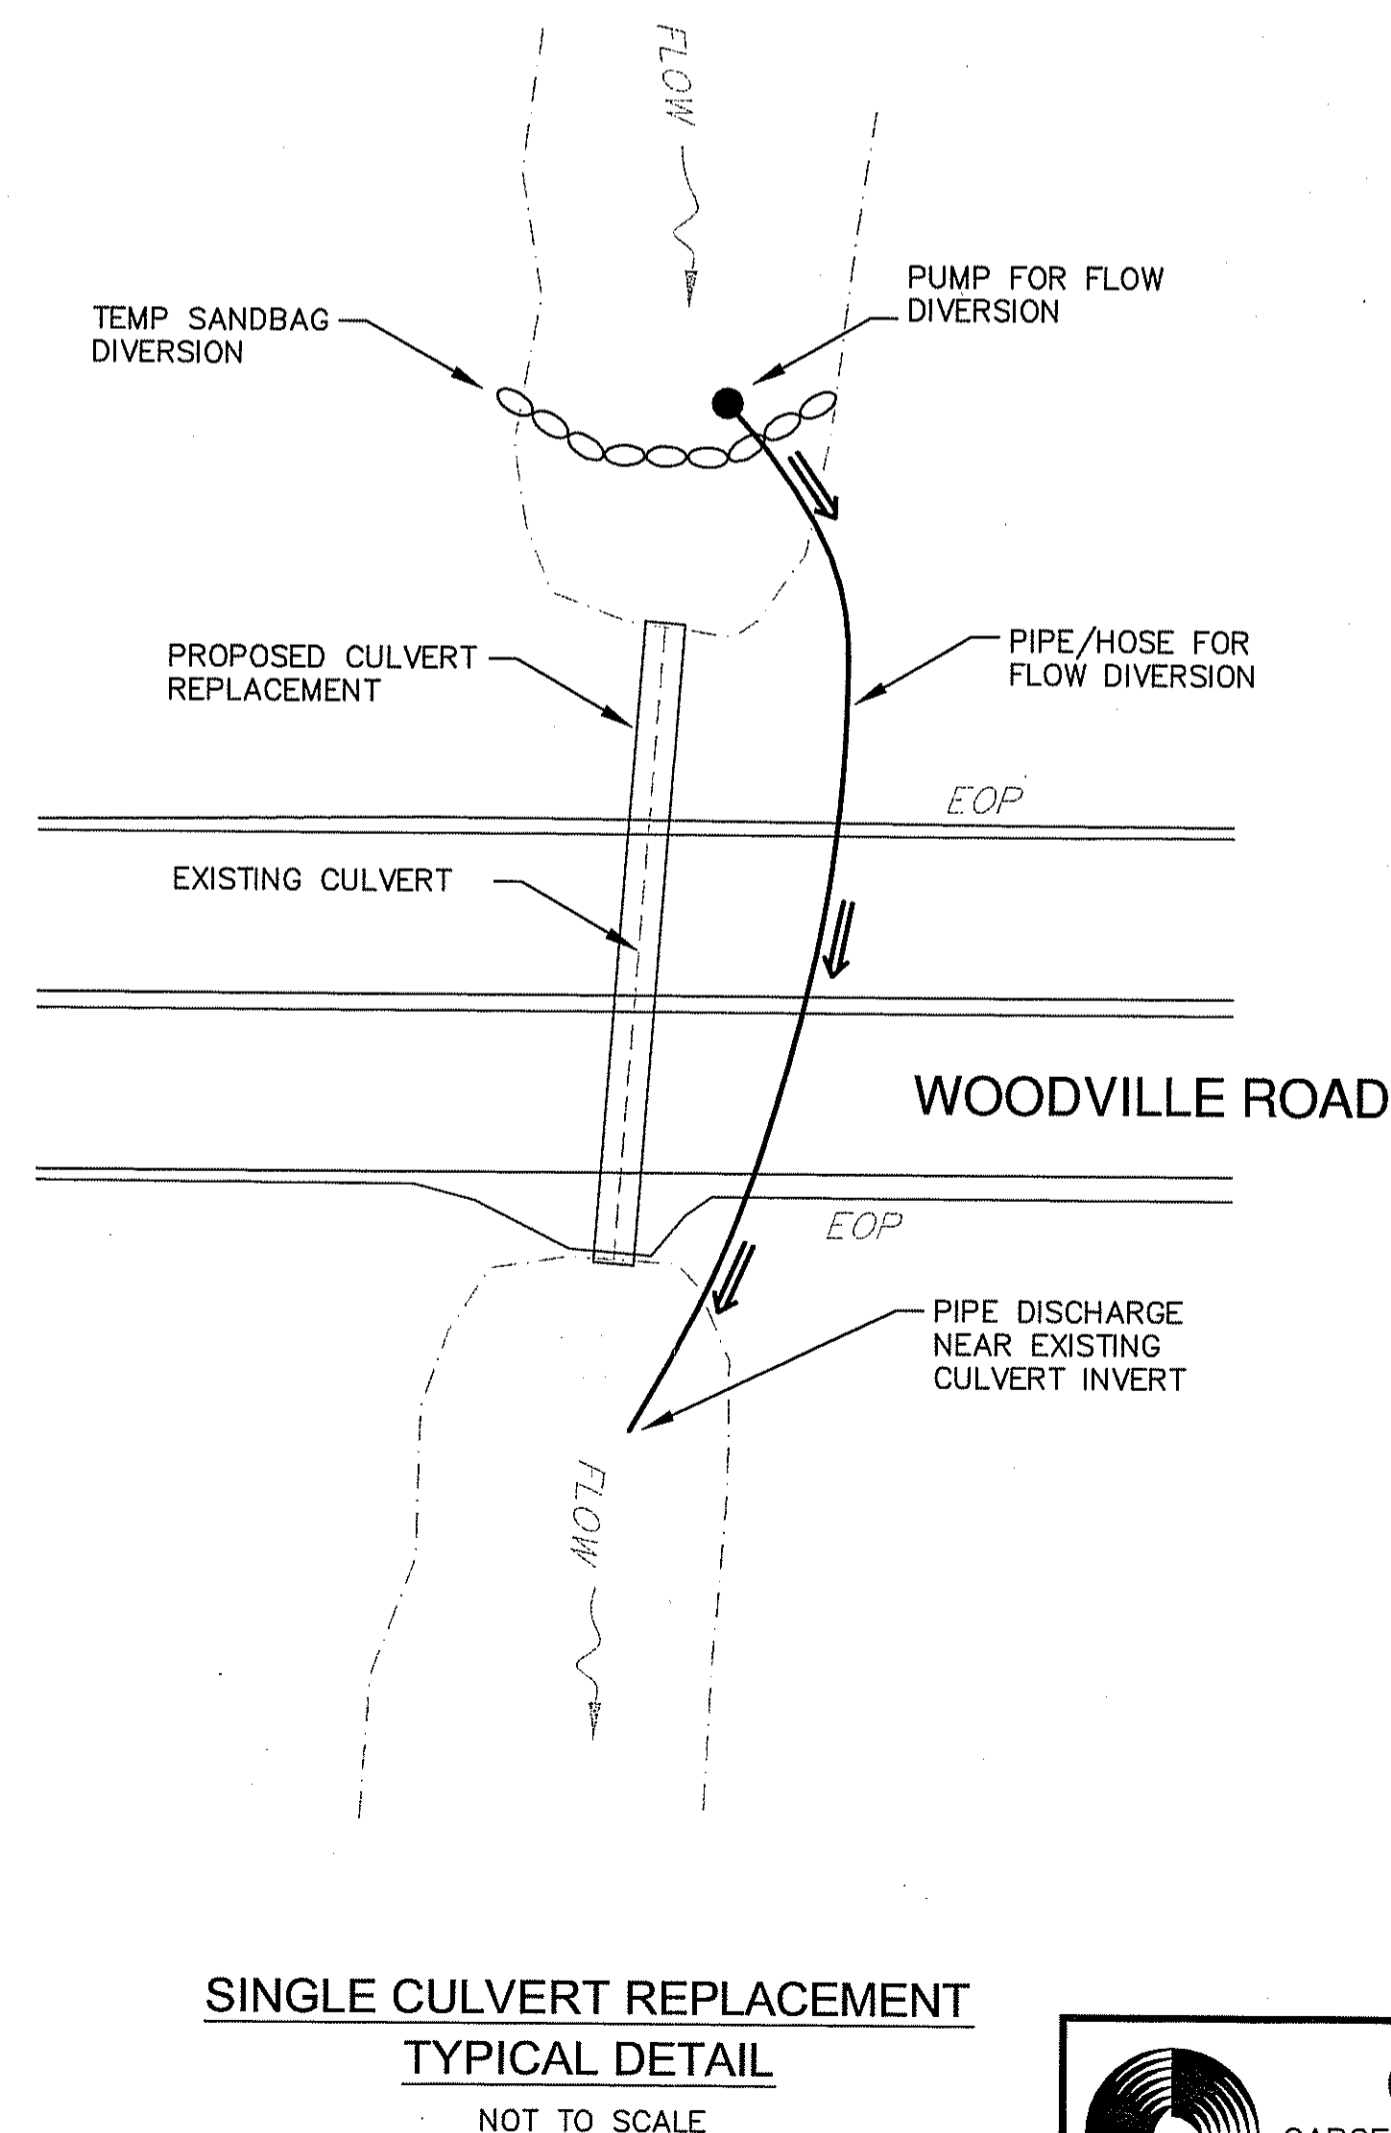 FLOW
PUMP FOR FLOW
DIVERSION
TEMP SANDBAG
DIVERSION
PROPOSED CULVERT
REPLACEMENT
PIPE/HOSE FOR
FLOW DIVERSION
EOP
EXISTING CULVERT
WOODVILLE ROAD
EOP
PIPE DISCHARGE
NEAR EXISTING
CULVERT INVERT
FLOW
SINGLE CULVERT REPLACEMENT
TYPICAL DETAIL
NOT TO SCALE